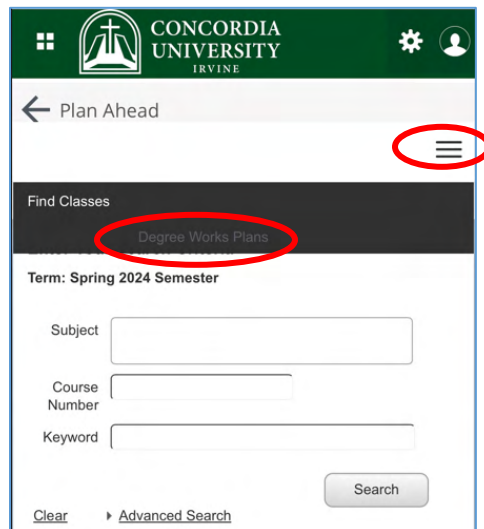 CONCORDIA
UNIVERSITY
IRVINE
Plan Ahead
Find Classes
Degree Works Plans
Term: Spring 2024 Semester
Subject
Course
Number
Keyword
Search
Clear
Advanced Search